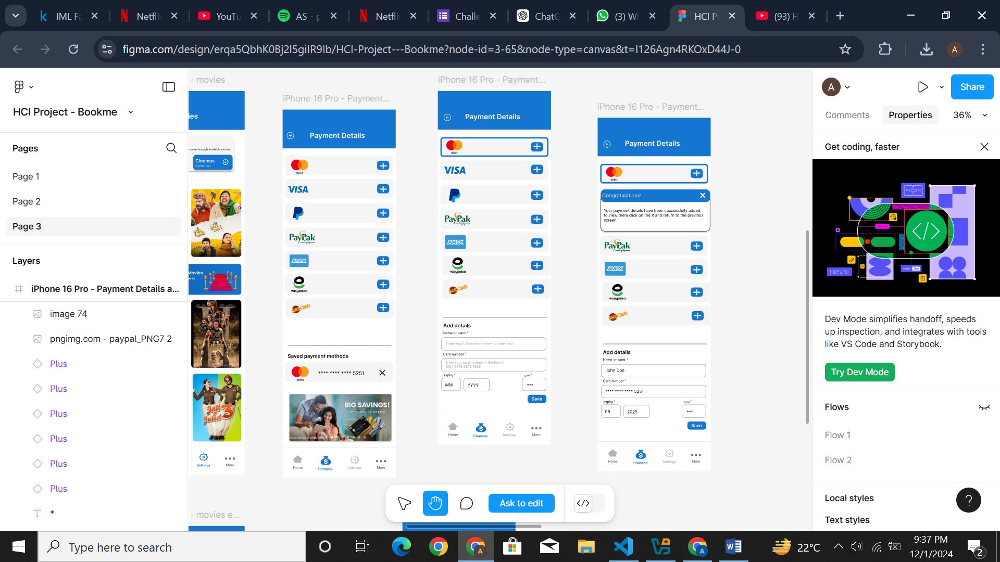 IML Fa
Netfli
YouTu
AS - p
Netfli
Challe
ChatG
(3) Wh
HCI Pr
(93) H
figma.com/design/erqa5QbhK0Bj2l5giIR9Ib/HCI-Project---Bookme?node-id=3-65&node-type=canvas&t=l126Agn4RKOxD44J-0
A
HCI Project - Bookme
Pages
Page 1
Page 2
Page 3
Layers
iPhone 16 Pro - Payment Details a...
image 74
pngimg.com - paypal_PNG7 2
Plus
Plus
Plus
Plus
Plus
Plus
*
- movies
ies
rowse through available movies
Cinemas
Current: All
Movies
ents
GLADIATOR
Jatt & Juliet 3
Settings
More
- movies e...
iPhone 16 Pro - Payment...
Payment Details
debit
VISA
PayPak
AMEX
easypaisa
Jazz Cash
Saved payment methods
debit
**** **** **** 5251
BIG SAVINGS!
UP TO 40% OFF VIA MCB
Home
Finances
Settings
More
iPhone 16 Pro - Payment...
Payment Details
debit
VISA
PayPak
AMEX
easypaisa
Jazz Cash
Add details
Name on card *
Enter your full name as shown on the card
Card number *
Enter your card number in the format
1234 5678 9875 7653
expiry *
cvv *
MM
YYYY
***
Save
Home
Finances
Settings
More
iPhone 16 Pro - Payment...
Payment Details
debit
Congratulations!
Your payment details have been successfully added,
to view them click on the X and return to the previous
screen.
PayPak
AMEX
easypaisa
Jazz Cash
Add details
Name on card *
John Doe
Card number *
**** **** **** 5251
expiry *
cvv *
08
2025
***
Save
Home
Finances
Settings
More
Ask to edit
A
Share
Comments
Properties
36%
Get coding, faster
Dev Mode simplifies handoff, speeds
up inspection, and integrates with tools
like VS Code and Storybook.
Try Dev Mode
Flows
Flow 1
Flow 2
Local styles
Text styles
?
Type here to search
22°C
9:37 PM
12/1/2024
2